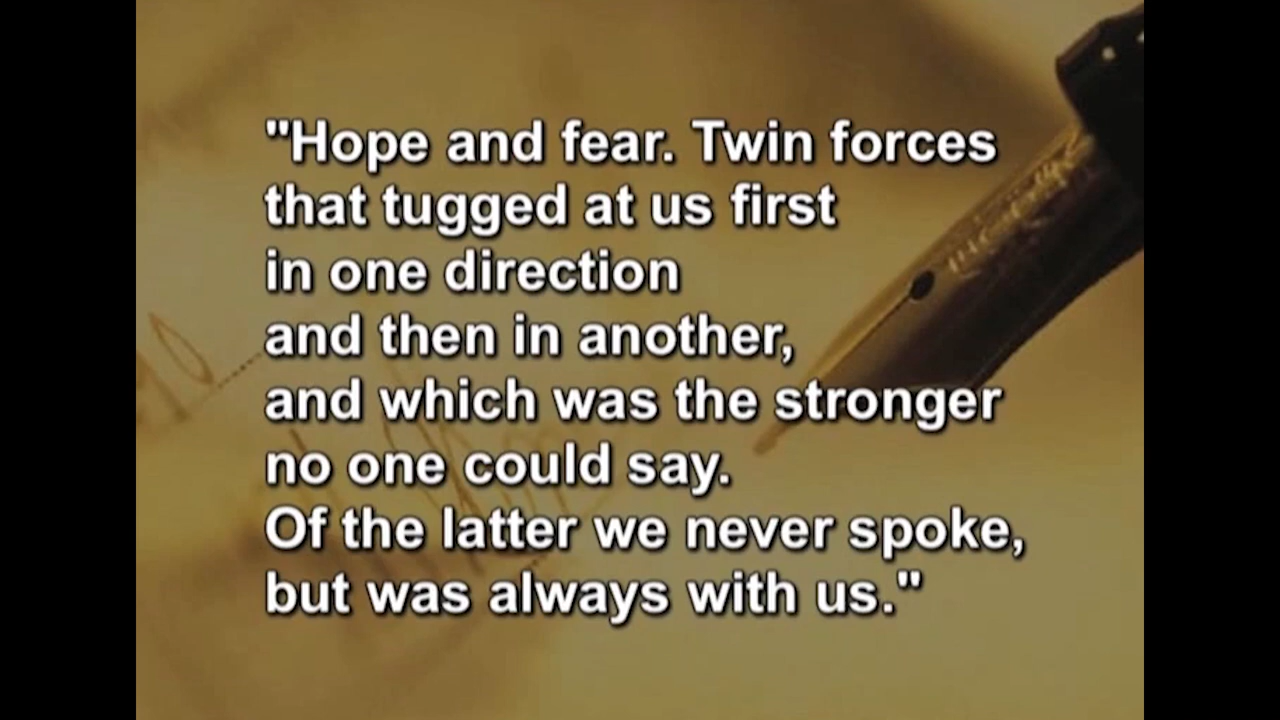 "Hope and fear. Twin forces
that tugged at us first
in one direction
and then in another,
and which was the stronger
no one could say.
Of the latter we never spoke,
but was always with us."